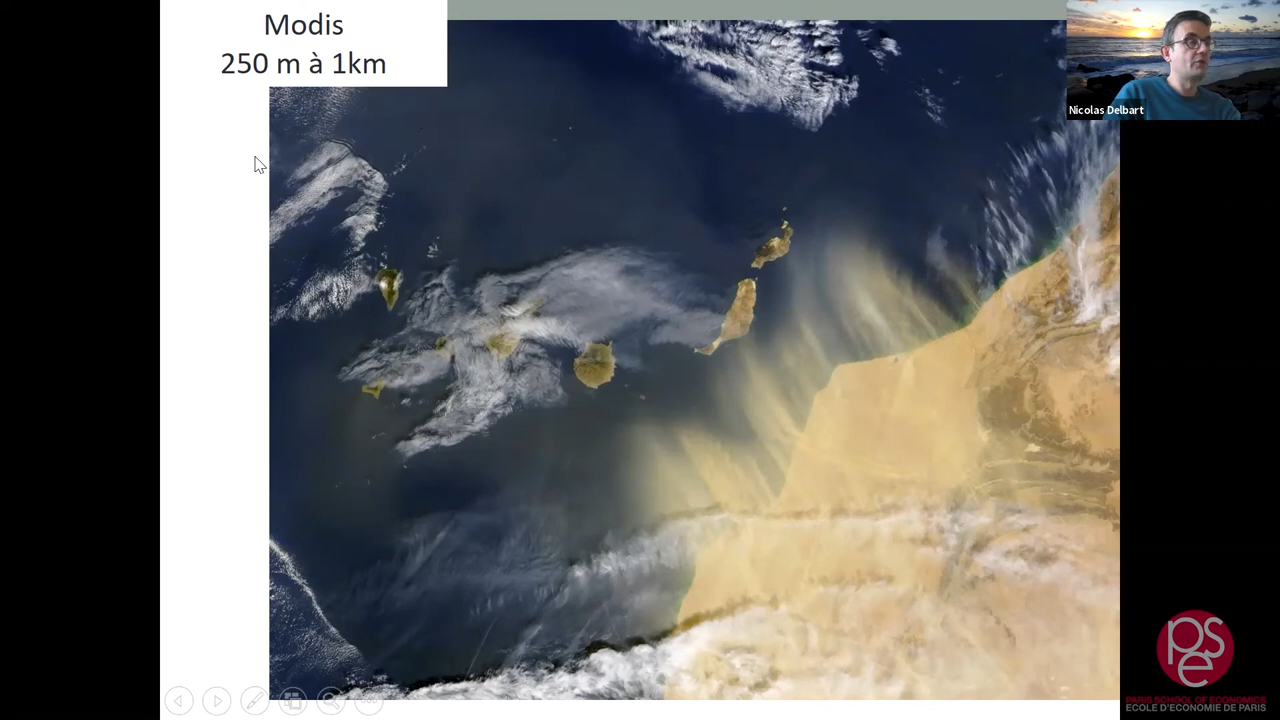 Modis
250 m à 1km
Nicolas Delbart
pse
PARIS SCHOOL OF ECONOMICS
ECOLE D'ECONOMIE DE PARIS